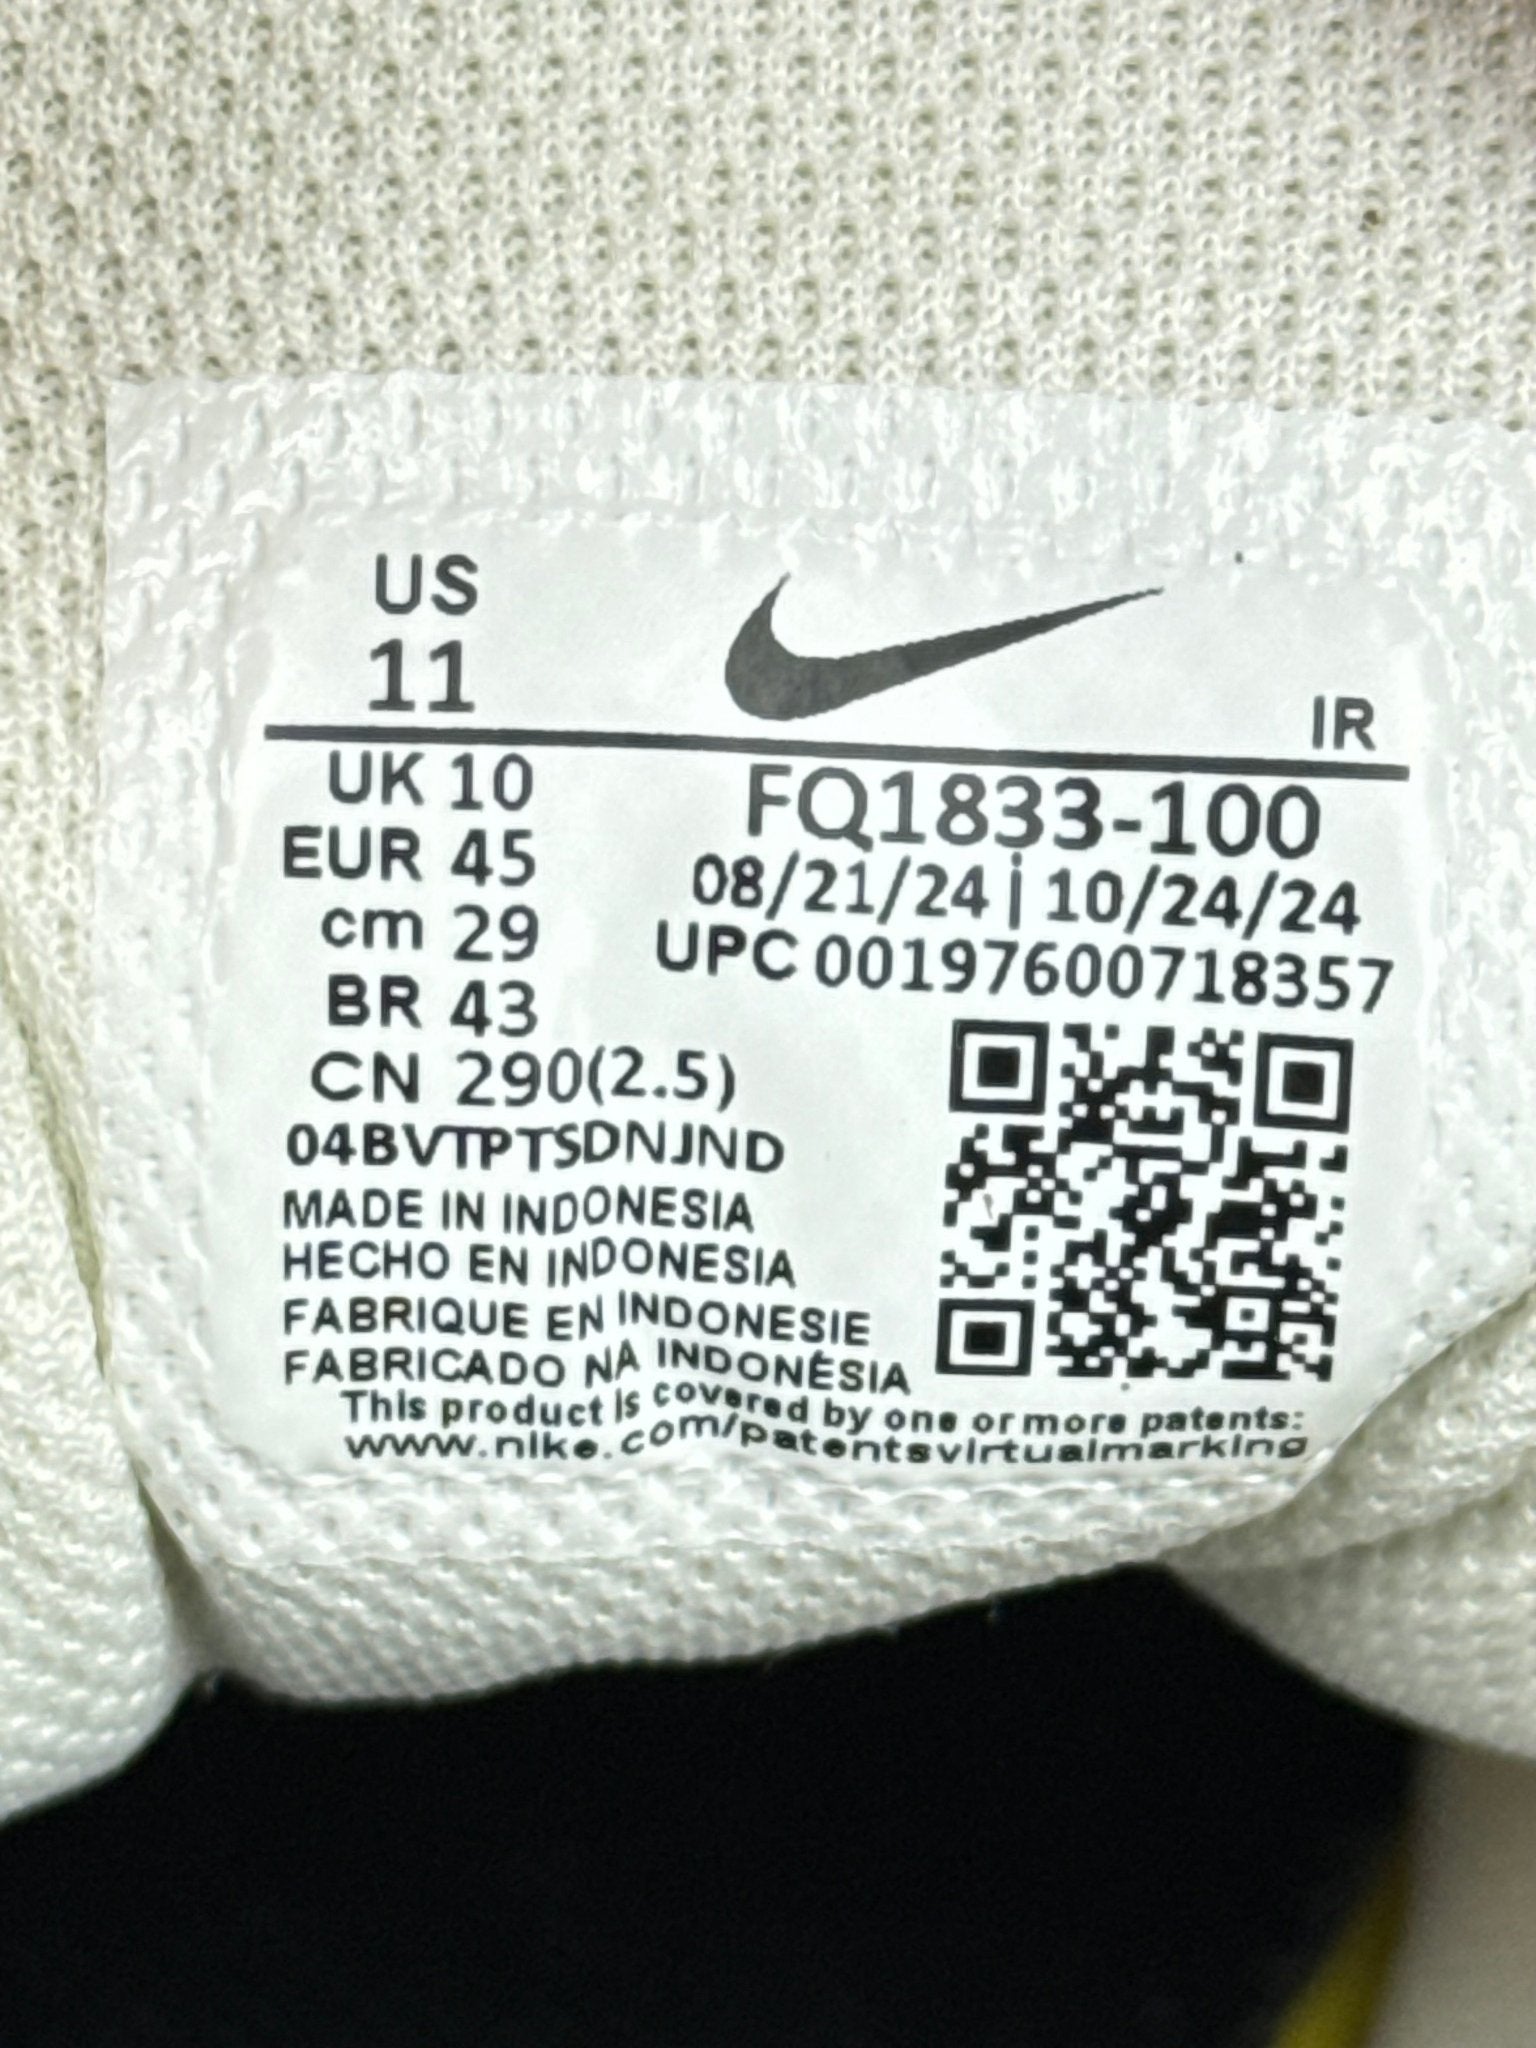 US
11
IR
UK 10
EUR 45
cm 29
BR 43
CN 290(2.5)
FQ1833-100
08/21/24 | 10/24/24
UPC 00197600718357
04BVTPTSDNJND
MADE IN INDONESIA
HECHO EN INDONESIA
FABRIQUE EN INDONESIE
FABRICADO NA INDONÉSIA
This product is covered by one or more patents:
www.nike.com/patentsvirtualmarking